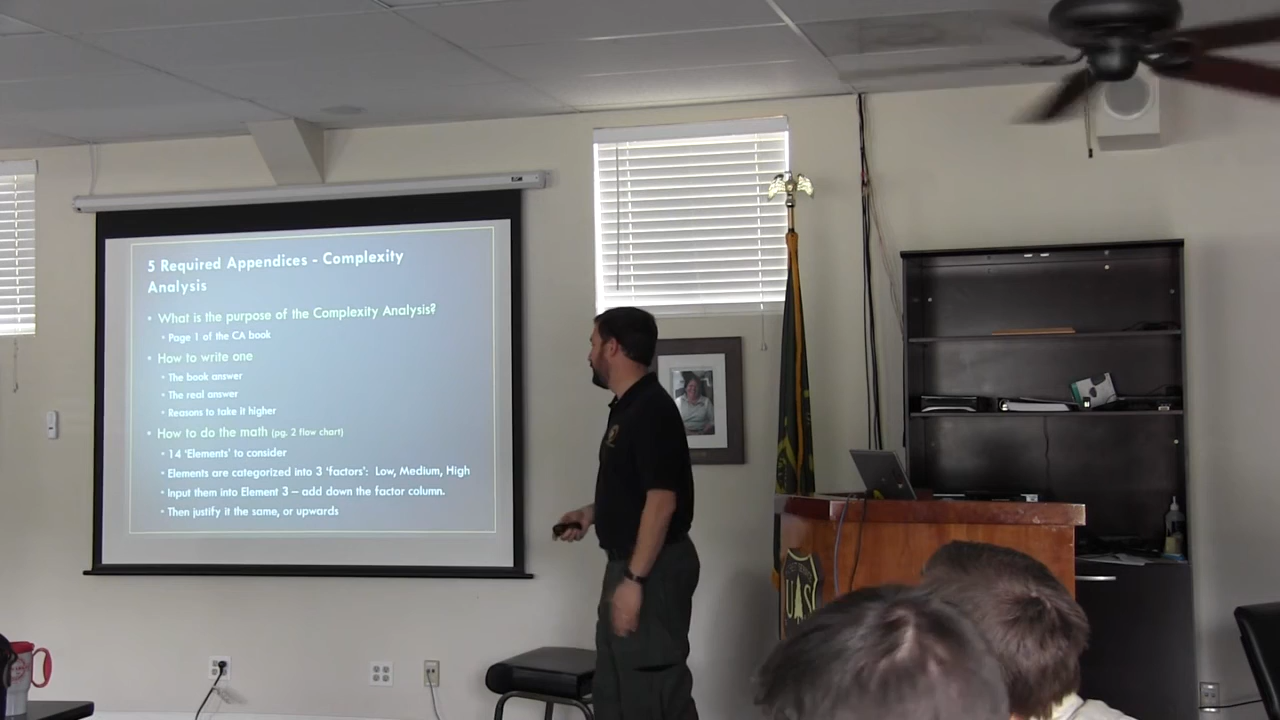 5 Required Appendices - Complexity
Analysis
• What is the purpose of the Complexity Analysis?
• Page 1 of the CA book
• How to write one
• The book answer
• The real answer
• Reasons to take it higher
• How to do the math (pg. 2 flow chart)
• 14 'Elements' to consider
• Elements are categorized into 3 'factors': Low, Medium, High
• Input them into Element 3 – add down the factor column.
• Then justify it the same, or upwards
U S